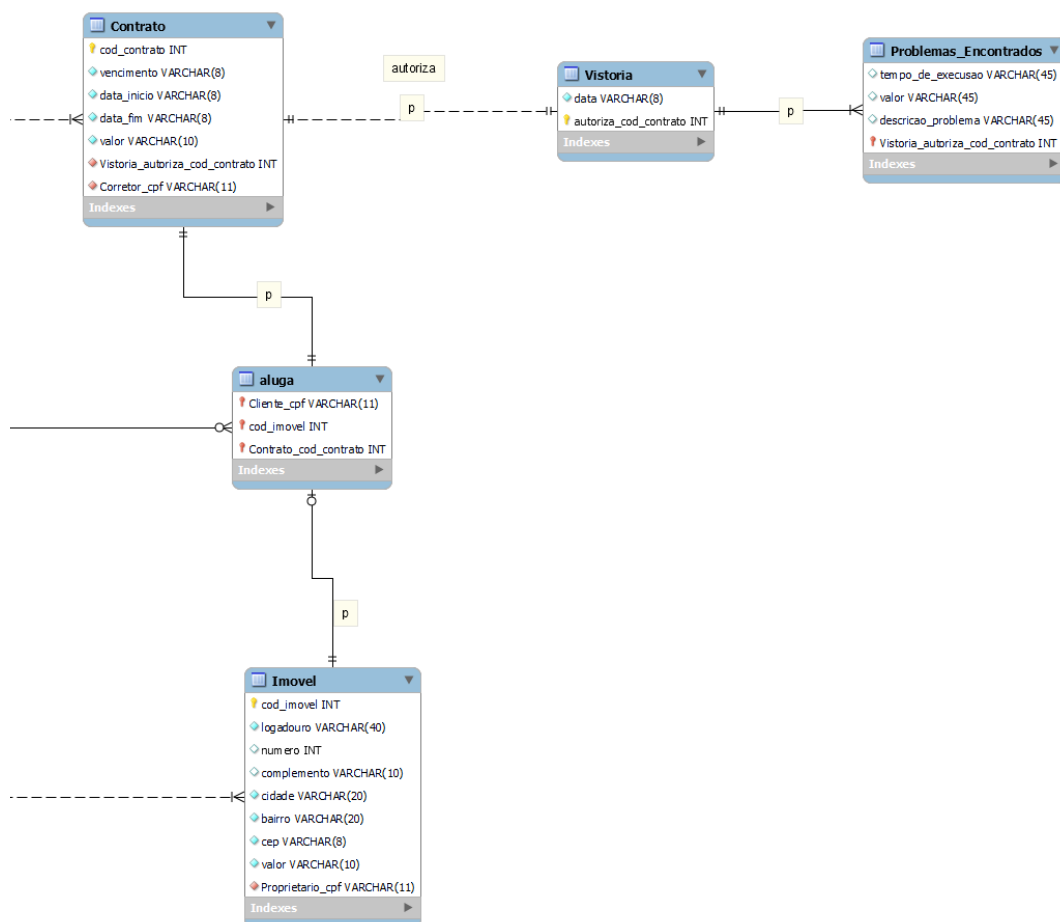 Contrato
cod_contrato INT
vencimento VARCHAR(8)
data_inicio VARCHAR(8)
data_fim VARCHAR(8)
valor VARCHAR(10)
Vistoria_autoriza_cod_contrato INT
Corretor_cpf VARCHAR(11)
Indexes
autoriza
p
Vistoria
data VARCHAR(8)
autoriza_cod_contrato INT
Indexes
p
Problemas_Encontrados
tempo_de_execusão VARCHAR(45)
valor VARCHAR(45)
descricao_problema VARCHAR(45)
Vistoria_autoriza_cod_contrato INT
Indexes
p
aluga
Cliente_cpf VARCHAR(11)
cod_imovel INT
Contrato_cod_contrato INT
Indexes
p
Imovel
cod_imovel INT
logadouro VARCHAR(40)
numero INT
complemento VARCHAR(10)
cidade VARCHAR(20)
bairro VARCHAR(20)
cep VARCHAR(8)
valor VARCHAR(10)
Proprietario_cpf VARCHAR(11)
Indexes